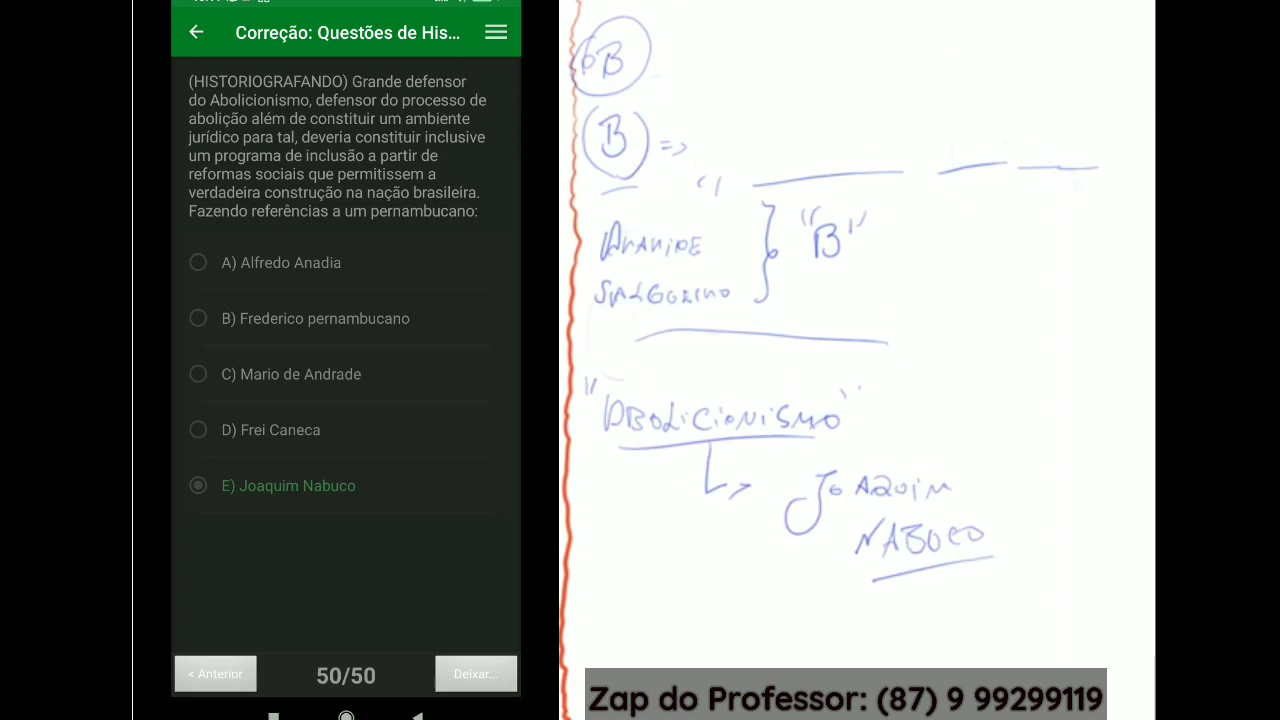 Correção: Questões de His...
(HISTORIOGRAFANDO) Grande defensor
do Abolicionismo, defensor do processo de
abolição além de constituir um ambiente
jurídico para tal, deveria constituir inclusive
um programa de inclusão a partir de
reformas sociais que permitissem a
verdadeira construção na nação brasileira.
Fazendo referências a um pernambucano:
A) Alfredo Anadia
B) Frederico pernambucano
C) Mario de Andrade
D) Frei Caneca
E) Joaquim Nabuco
< Anterior
50/50
Deixar...
B
B =>
"B"
SALGUEIRO
"ABOLICIONISMO"
JOAQUIM
NABUCO
Zap do Professor: (87) 9 99299119